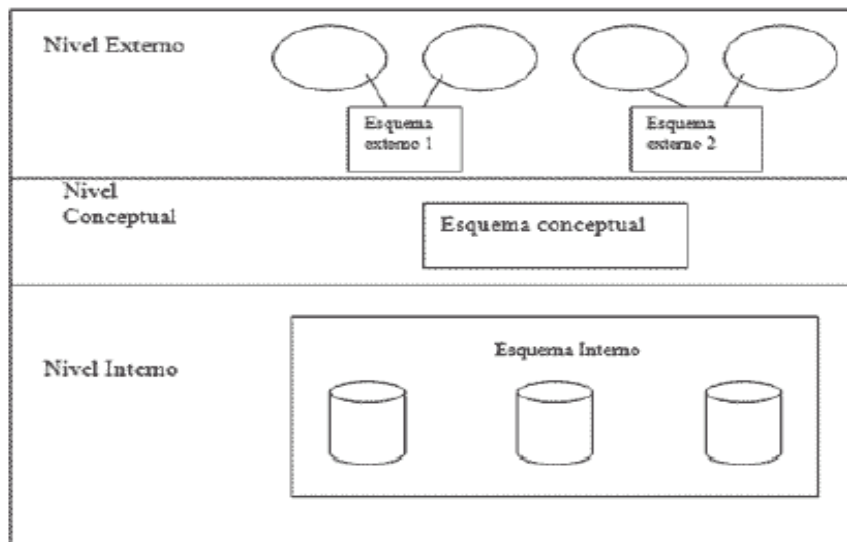 Nivel Externo
Esquema
externo 1
Esquema
externo 2
Nivel
Conceptual
Esquema conceptual
Esquema Interno
Nivel Interno